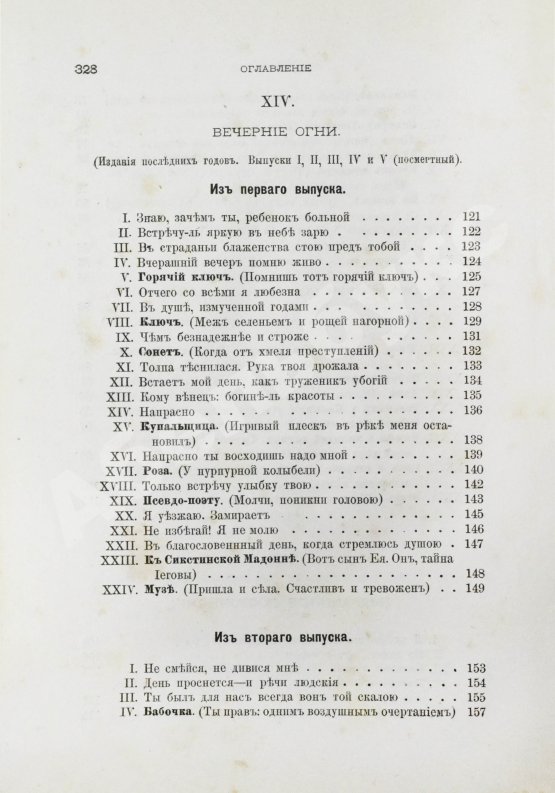 328 ОГЛАВЛЕНІЕ
XIV.
ВЕЧЕРНІЕ ОГНИ.
(Изданія послѣднихъ годовъ. Выпуски I, II, III, IV и V (посмертный).
Изъ перваго выпуска.
I. Знаю, зачѣмъ ты, ребенокъ больной . . . . . . . . 121
II. Встрѣчу-ль яркую въ небѣ зарю . . . . . . . . . 122
III. Въ страданьи блаженства стою предъ тобой . . . . 123
IV. Вчерашній вечеръ помню живо . . . . . . . . . . 124
V. Горячій ключъ. (Помнишь тотъ горячій ключъ) . . . 125
VI. Отчего со всѣми я любезна . . . . . . . . . . . 127
VII. Въ душѣ, измученной годами . . . . . . . . . . 128
VIII. Ключъ. (Межъ селеньемъ и рощей нагорной) . . . . 129
IX. Чѣмъ безнадежнѣе и строже . . . . . . . . . . . 131
X. Сонетъ. (Когда отъ хмеля преступленій) . . . . . 132
XI. Толпа тѣснилася. Рука твоя дрожала . . . . . . . 133
XII. Встаетъ мой день, какъ труженикъ убогій . . . . 134
XIII. Кому вѣнецъ: богинѣ-ль красоты . . . . . . . . 135
XIV. Напрасно . . . . . . . . . . . . . . . . . . 136
XV. Купальщица. (Игривый плескъ въ рѣкѣ меня оста-
новилъ) . . . . . . . . . . . . . . . . . . 138
XVI. Напрасно ты восходишь надо мной . . . . . . . . 139
XVII. Роза. (У пурпурной колыбели) . . . . . . . . . 140
XVIII. Только встрѣчу улыбку твою . . . . . . . . . . 142
XIX. Псевдо-поэту. (Молчи, поникни головою) . . . . . 143
XX. Я уѣзжаю. Замираетъ . . . . . . . . . . . . . 145
XXI. Не избѣгай! Я не молю . . . . . . . . . . . . 146
XXII. Въ благословенный день, когда стремлюсь душою . 147
XXIII. Къ Сикстинской Мадоннѣ. (Вотъ сынъ Ея. Онъ, тайна
Іеговы) . . . . . . . . . . . . . . . . . . 148
XXIV. Музѣ. (Пришла и сѣла. Счастливъ и тревоженъ) . . 149
Изъ втораго выпуска.
I. Не смѣйся, не дивися мнѣ . . . . . . . . . . . 153
II. День проснется—и рѣчи людскія . . . . . . . . . 154
III. Ты былъ для насъ всегда вонъ той скалою . . . . 155
IV. Бабочка. (Ты правъ: однимъ воздушнымъ очертаніемъ) 157